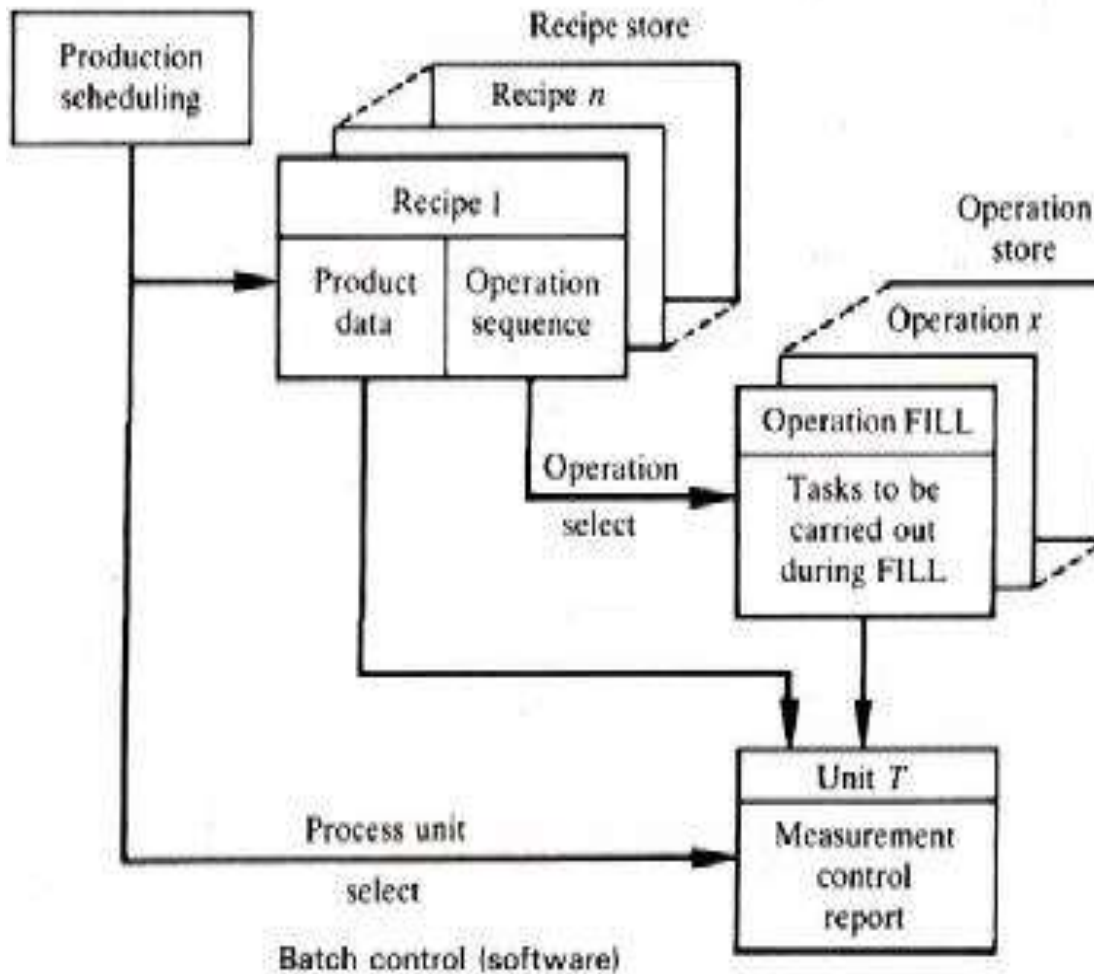 Production
scheduling
Recipe store
Recipe n
Recipe 1
Product
data
Operation
sequence
Operation
store
Operation x
Operation FILL
Tasks to be
carried out
during FILL
Operation
select
Unit T
Measurement
control
report
Process unit
select
Batch control (software)